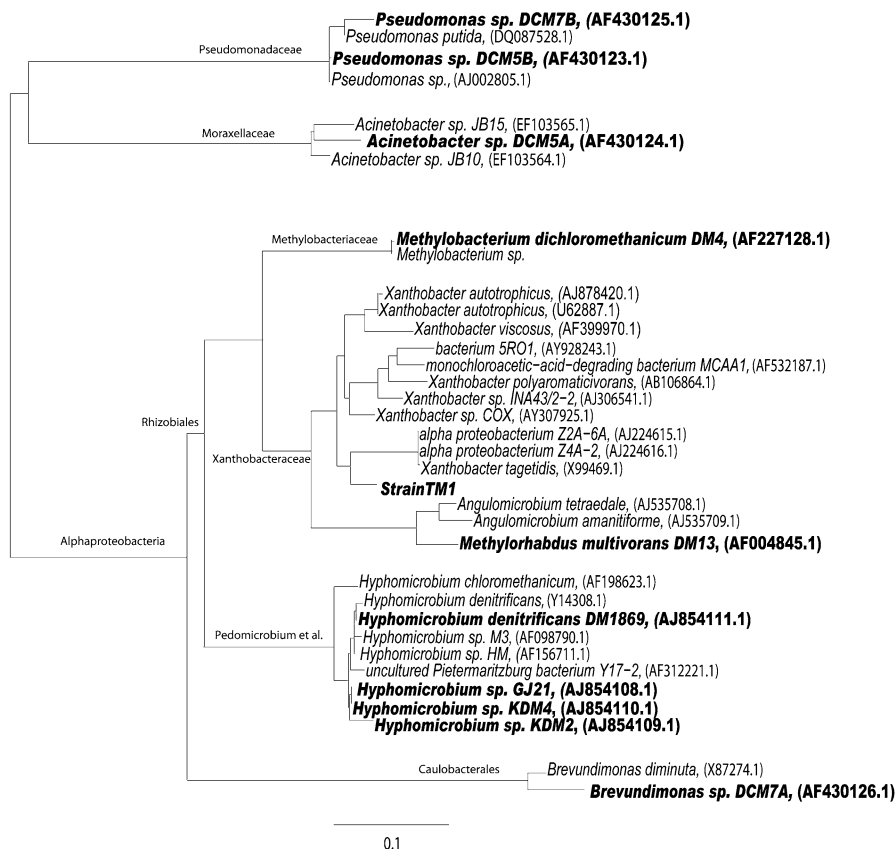 Pseudomonas sp. DCM7B, (AF430125.1)
Pseudomonas putida, (DQ087528.1)
Pseudomonadaceae
Pseudomonas sp. DCM5B, (AF430123.1)
Pseudomonas sp., (AJ002805.1)
Acinetobacter sp. JB15, (EF103565.1)
Moraxellaceae
Acinetobacter sp. DCM5A, (AF430124.1)
Acinetobacter sp. JB10, (EF103564.1)
Methylobacteriaceae
Methylobacterium dichloromethanicum DM4, (AF227128.1)
Methylobacterium sp.
Xanthobacter autotrophicus, (AJ878420.1)
Xanthobacter autotrophicus, (U62887.1)
Xanthobacter viscosus, (AF399970.1)
bacterium 5RO1, (AY928243.1)
monochloroacetic−acid−degrading bacterium MCAA1, (AF532187.1)
Xanthobacter polyaromaticivorans, (AB106864.1)
Xanthobacter sp. INA43/2−2, (AJ306541.1)
Xanthobacter sp. COX, (AY307925.1)
Rhizobiales
alpha proteobacterium Z2A−6A, (AJ224615.1)
alpha proteobacterium Z4A−2, (AJ224616.1)
Xanthobacteraceae
Xanthobacter tagetidis, (X99469.1)
StrainTM1
Angulomicrobium tetraedale, (AJ535708.1)
Angulomicrobium amanitiforme, (AJ535709.1)
Alphaproteobacteria
Methylorhabdus multivorans DM13, (AF004845.1)
Hyphomicrobium chloromethanicum, (AF198623.1)
Hyphomicrobium denitrificans, (Y14308.1)
Hyphomicrobium denitrificans DM1869, (AJ854111.1)
Pedomicrobium et al.
Hyphomicrobium sp. M3, (AF098790.1)
Hyphomicrobium sp. HM, (AF156711.1)
uncultured Pietermaritzburg bacterium Y17−2, (AF312221.1)
Hyphomicrobium sp. GJ21, (AJ854108.1)
Hyphomicrobium sp. KDM4, (AJ854110.1)
Hyphomicrobium sp. KDM2, (AJ854109.1)
Caulobacterales
Brevundimonas diminuta, (X87274.1)
Brevundimonas sp. DCM7A, (AF430126.1)
0.1